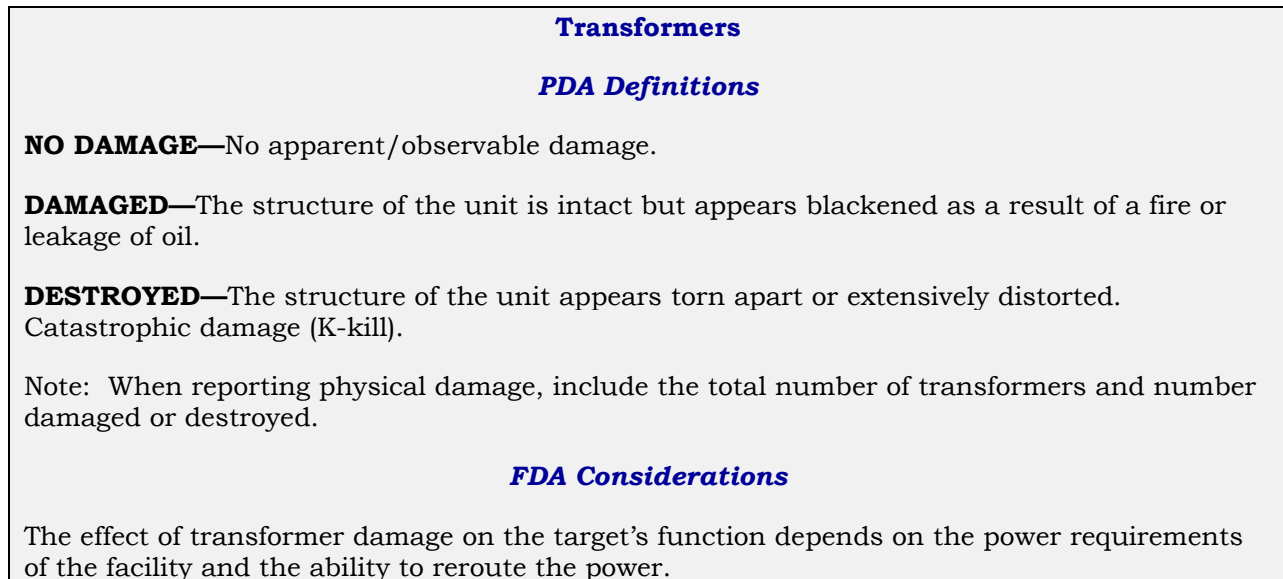 Transformers
PDA Definitions
NO DAMAGE—No apparent/observable damage.
DAMAGED—The structure of the unit is intact but appears blackened as a result of a fire or
leakage of oil.
DESTROYED—The structure of the unit appears torn apart or extensively distorted.
Catastrophic damage (K-kill).
Note:  When reporting physical damage, include the total number of transformers and number
damaged or destroyed.
FDA Considerations
The effect of transformer damage on the target's function depends on the power requirements
of the facility and the ability to reroute the power.